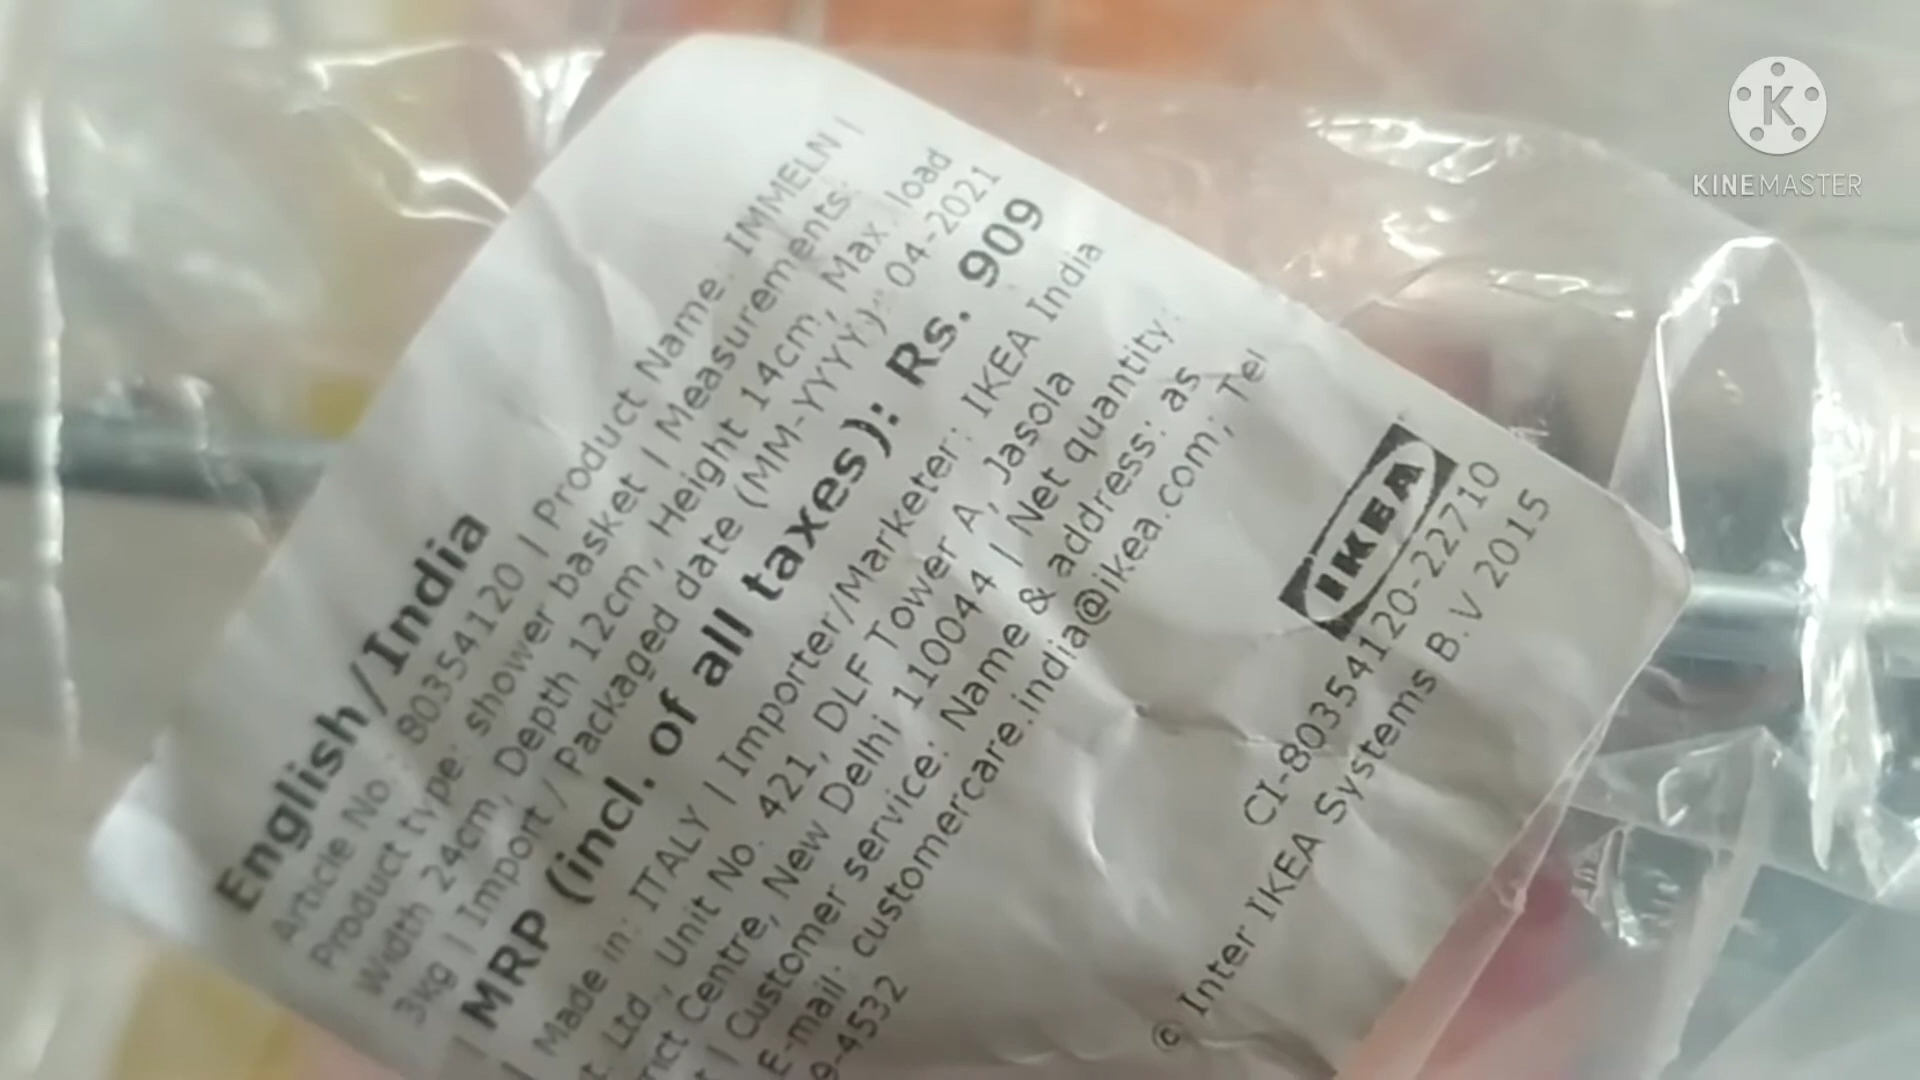 English/India
Article No.: 80354120 | Product Name: IMMELN |
Product type: shower basket | Measurements:
Width 24cm, Depth 12cm, Height 14cm, Max. load
3kg | Import / Packaged date (MM-YYYY): 04-2021
| MRP (incl. of all taxes): Rs. 909
| Made in: ITALY | Importer/Marketer: IKEA India
Ltd., Unit No. 421, DLF Tower A, Jasola
Centre, New Delhi 110044 | Net quantity:
| Customer service: Name & address: as
E-mail: customercare.india@ikea.com; Tel
9-4532
IKEA
CI-80354120-22710
© Inter IKEA Systems B.V 2015
K
KINEMASTER